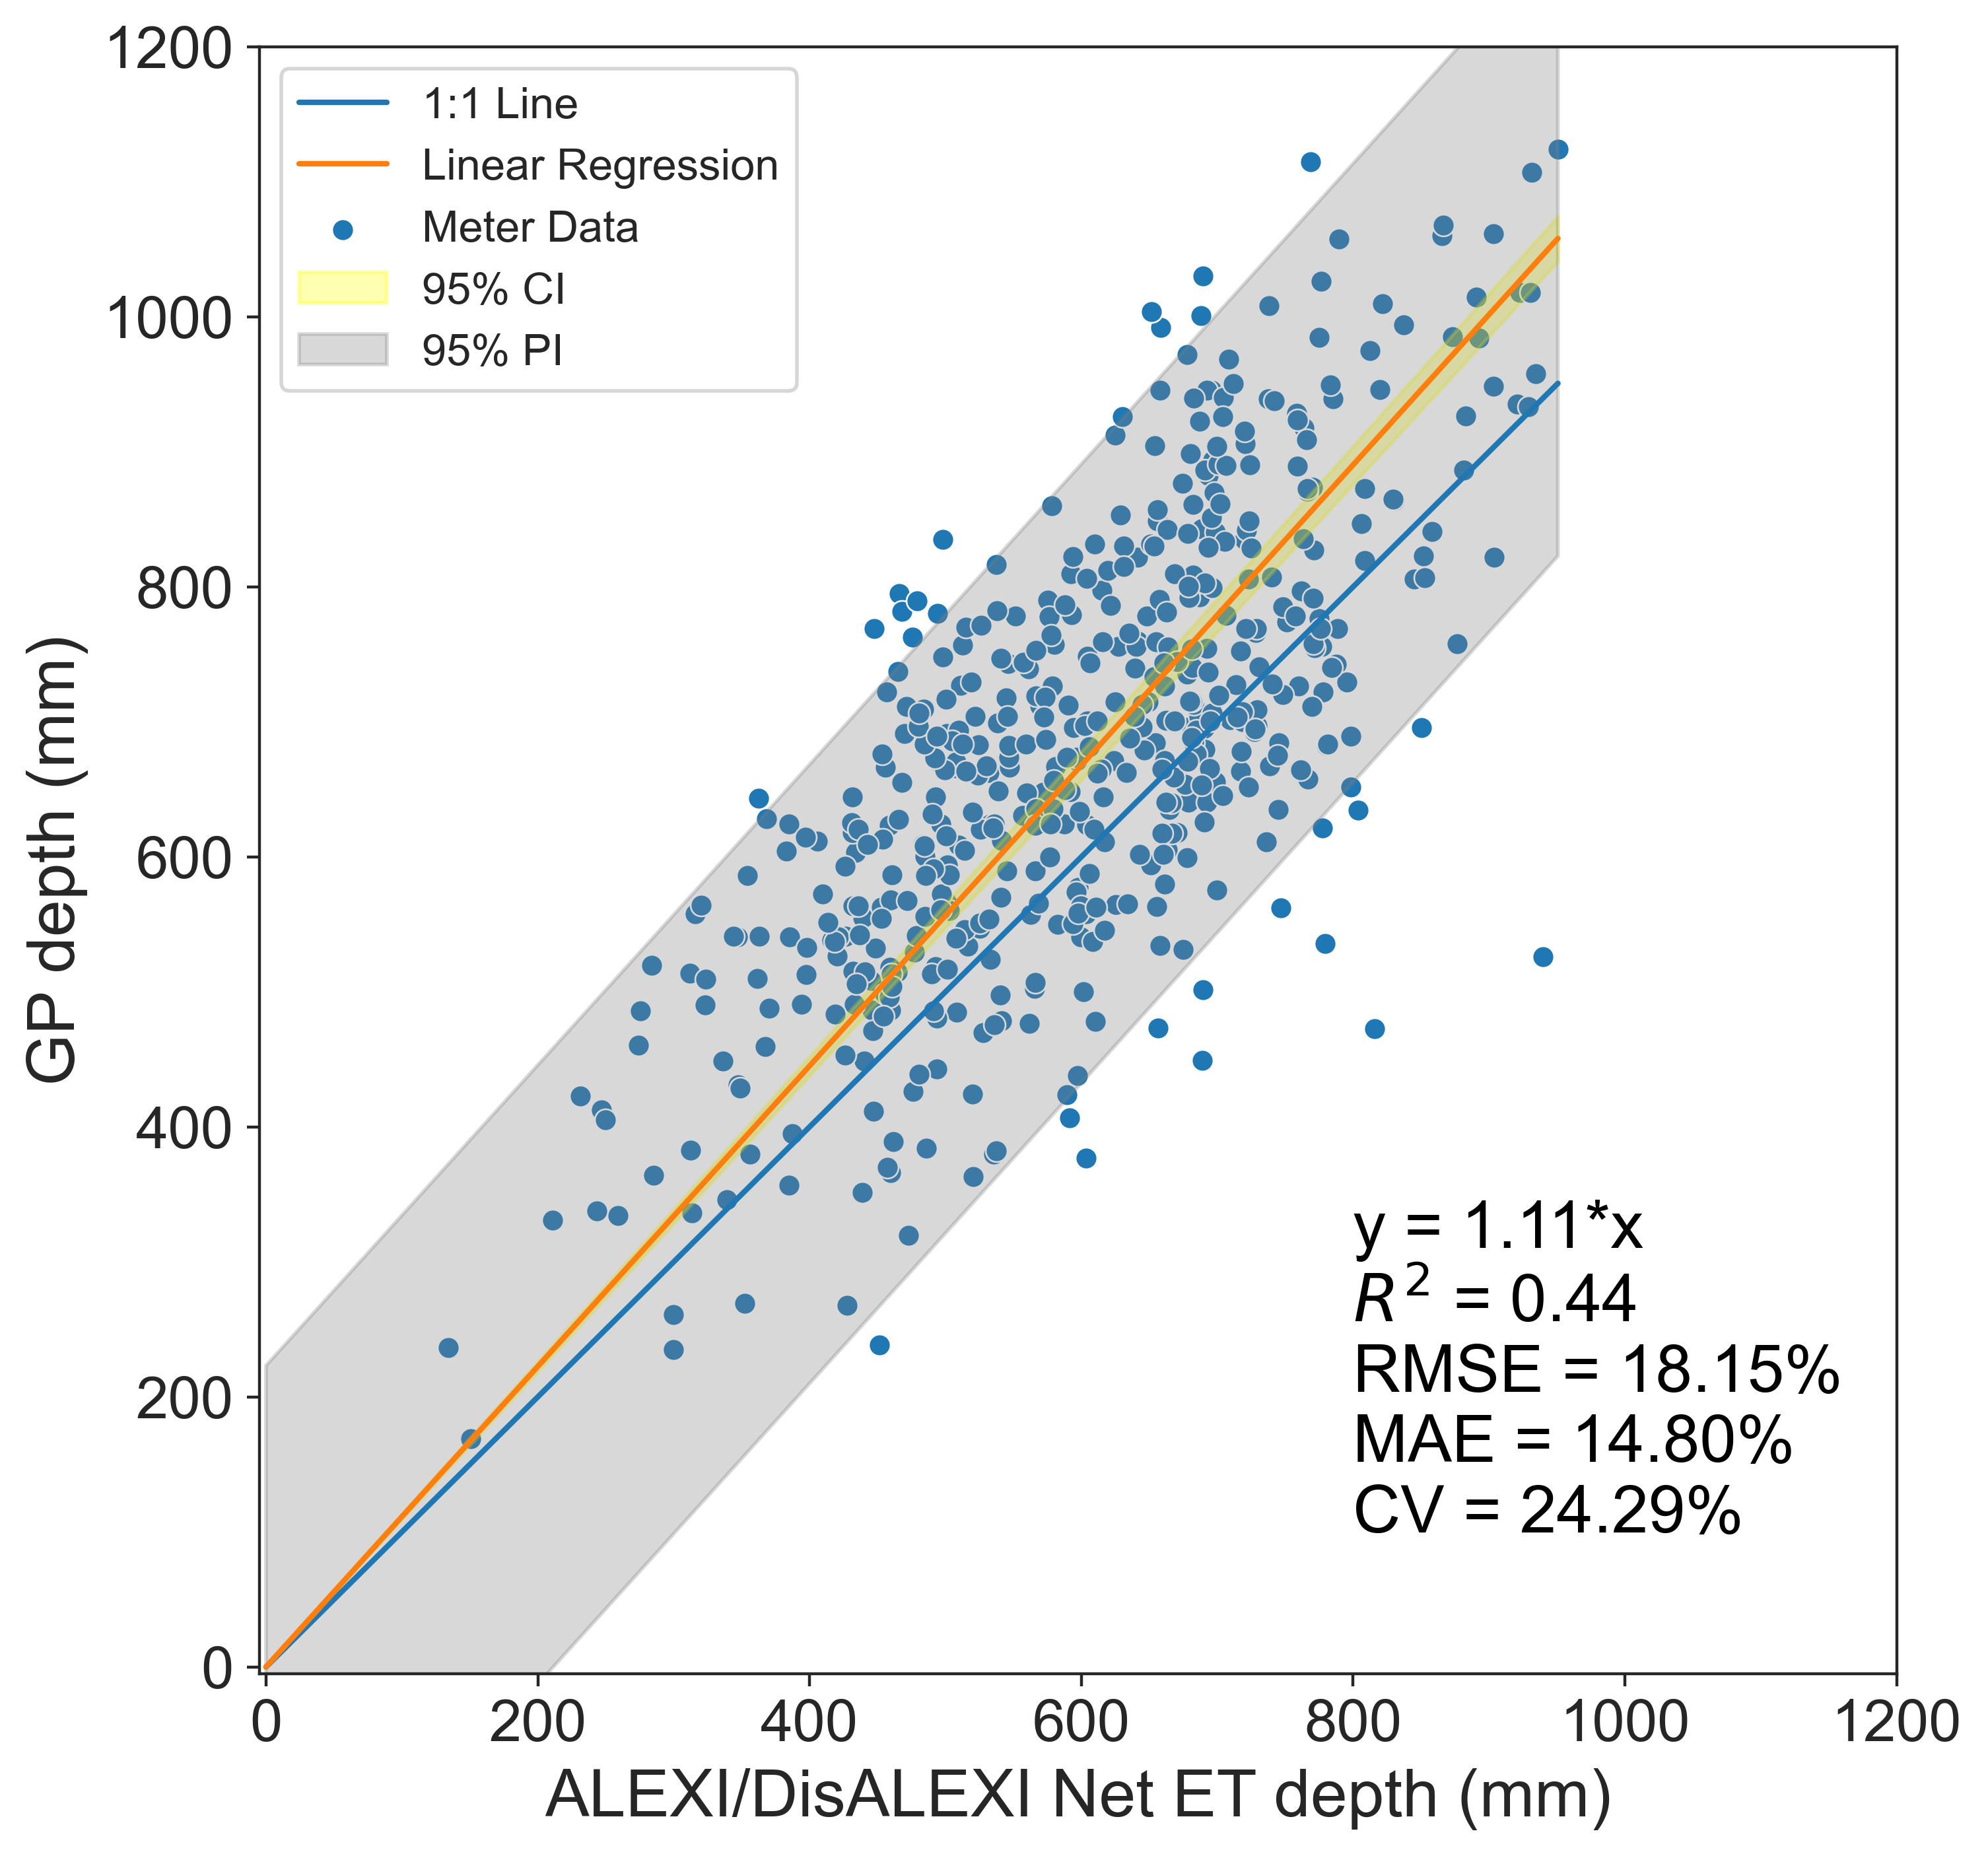 1200
1000
800
600
400
200
0
GP depth (mm)
1:1 Line
Linear Regression
Meter Data
95% CI
95% PI
y = 1.11*x
R² = 0.44
RMSE = 18.15%
MAE = 14.80%
CV = 24.29%
0 200 400 600 800 1000 1200
ALEXI/DisALEXI Net ET depth (mm)